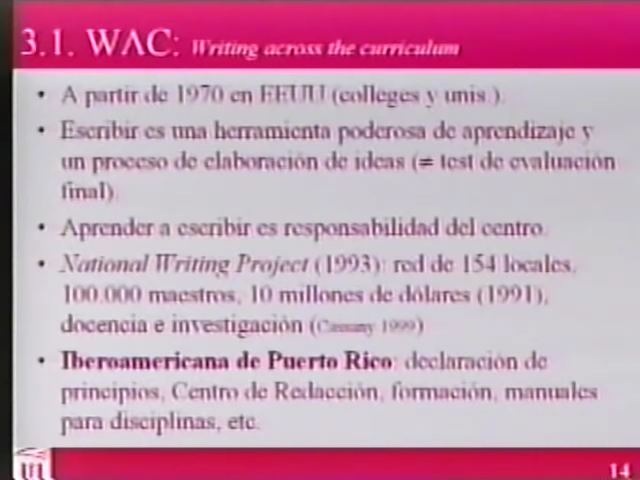 3.1. WAC: Writing across the curriculum
• A partir de 1970 en EEUU (colleges y unis.).
• Escribir es una herramienta poderosa de aprendizaje y
un proceso de elaboración de ideas (≠ test de evaluación
final).
• Aprender a escribir es responsabilidad del centro.
• National Writing Project (1993): red de 154 locales,
100.000 maestros, 10 millones de dólares (1991),
docencia e investigación (Cassany 1999)
• Iberoamericana de Puerto Rico: declaración de
principios, Centro de Redacción, formación, manuales
para disciplinas, etc.
14